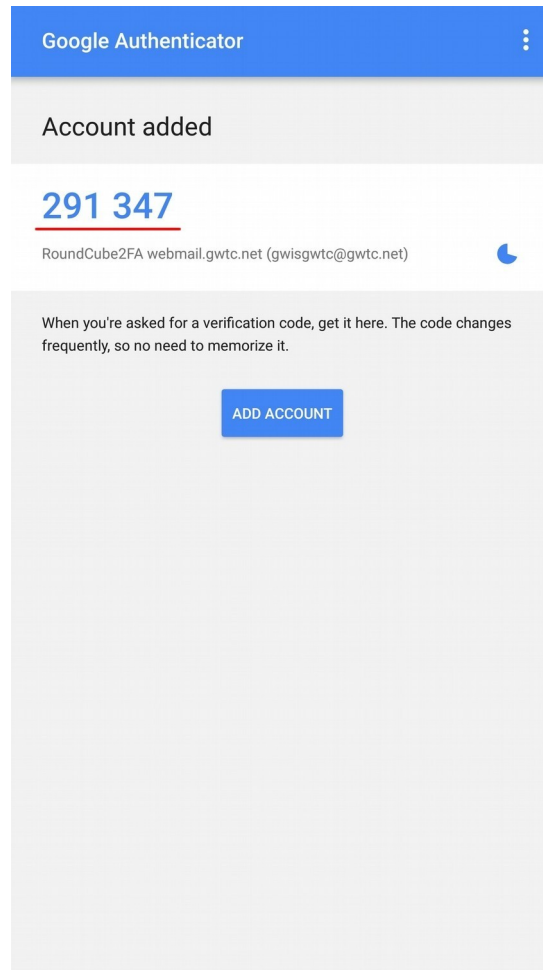 Google Authenticator
Account added
291 347
RoundCube2FA webmail.gwtc.net (gwisgwtc@gwtc.net)
When you're asked for a verification code, get it here. The code changes
frequently, so no need to memorize it.
ADD ACCOUNT